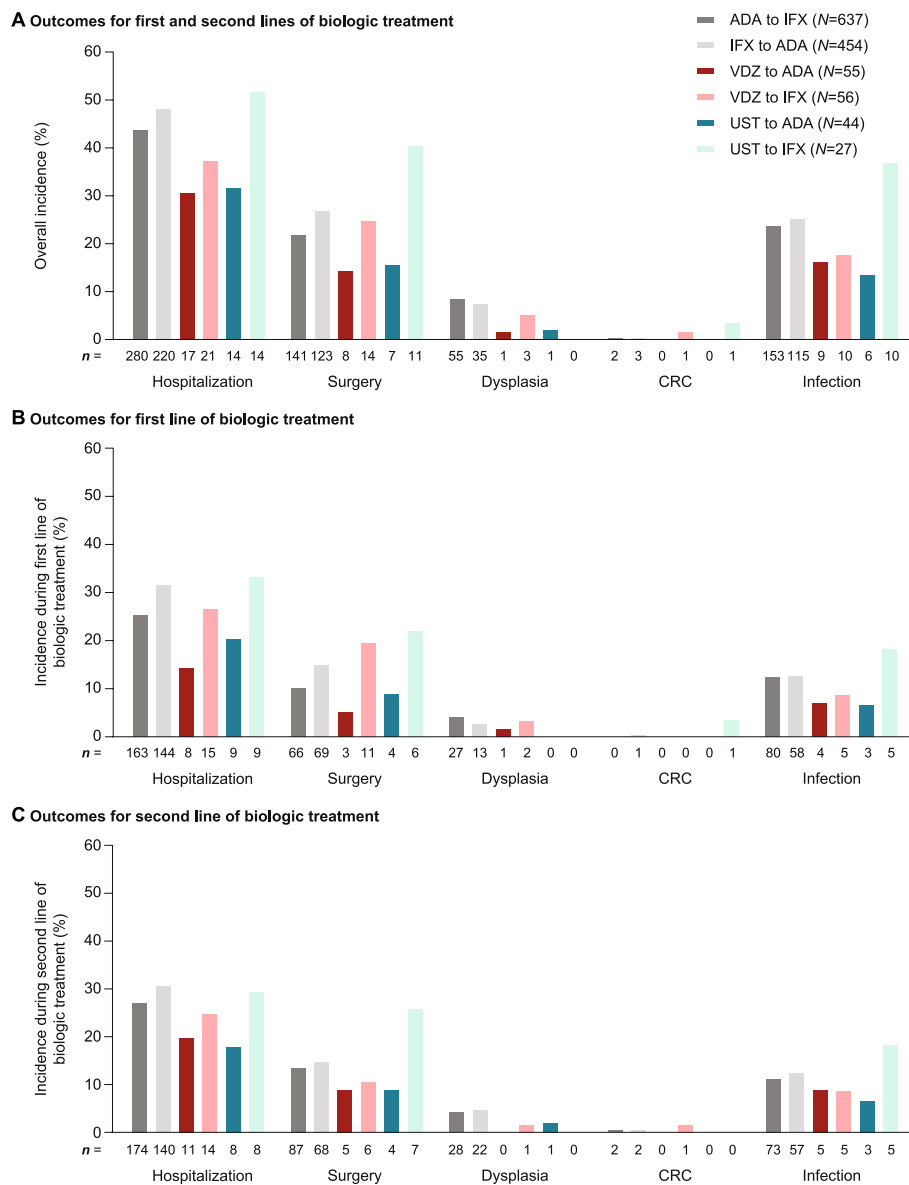 A Outcomes for first and second lines of biologic treatment
ADA to IFX (N=637)
IFX to ADA (N=454)
VDZ to ADA (N=55)
VDZ to IFX (N=56)
UST to ADA (N=44)
UST to IFX (N=27)
Overall incidence (%)
60
50
40
30
20
10
0
n = 280 220 17 21 14 14 141 123 8 14 7 11 55 35 1 3 1 0 2 3 0 1 0 1 153 115 9 10 6 10
Hospitalization Surgery Dysplasia CRC Infection
B Outcomes for first line of biologic treatment
Incidence during first line of
biologic treatment (%)
60
50
40
30
20
10
0
n = 163 144 8 15 9 9 66 69 3 11 4 6 27 13 1 2 0 0 0 1 0 0 0 1 80 58 4 5 3 5
Hospitalization Surgery Dysplasia CRC Infection
C Outcomes for second line of biologic treatment
Incidence during second line of
biologic treatment (%)
60
50
40
30
20
10
0
n = 174 140 11 14 8 8 87 68 5 6 4 7 28 22 0 1 1 0 2 2 0 1 0 0 73 57 5 5 3 5
Hospitalization Surgery Dysplasia CRC Infection